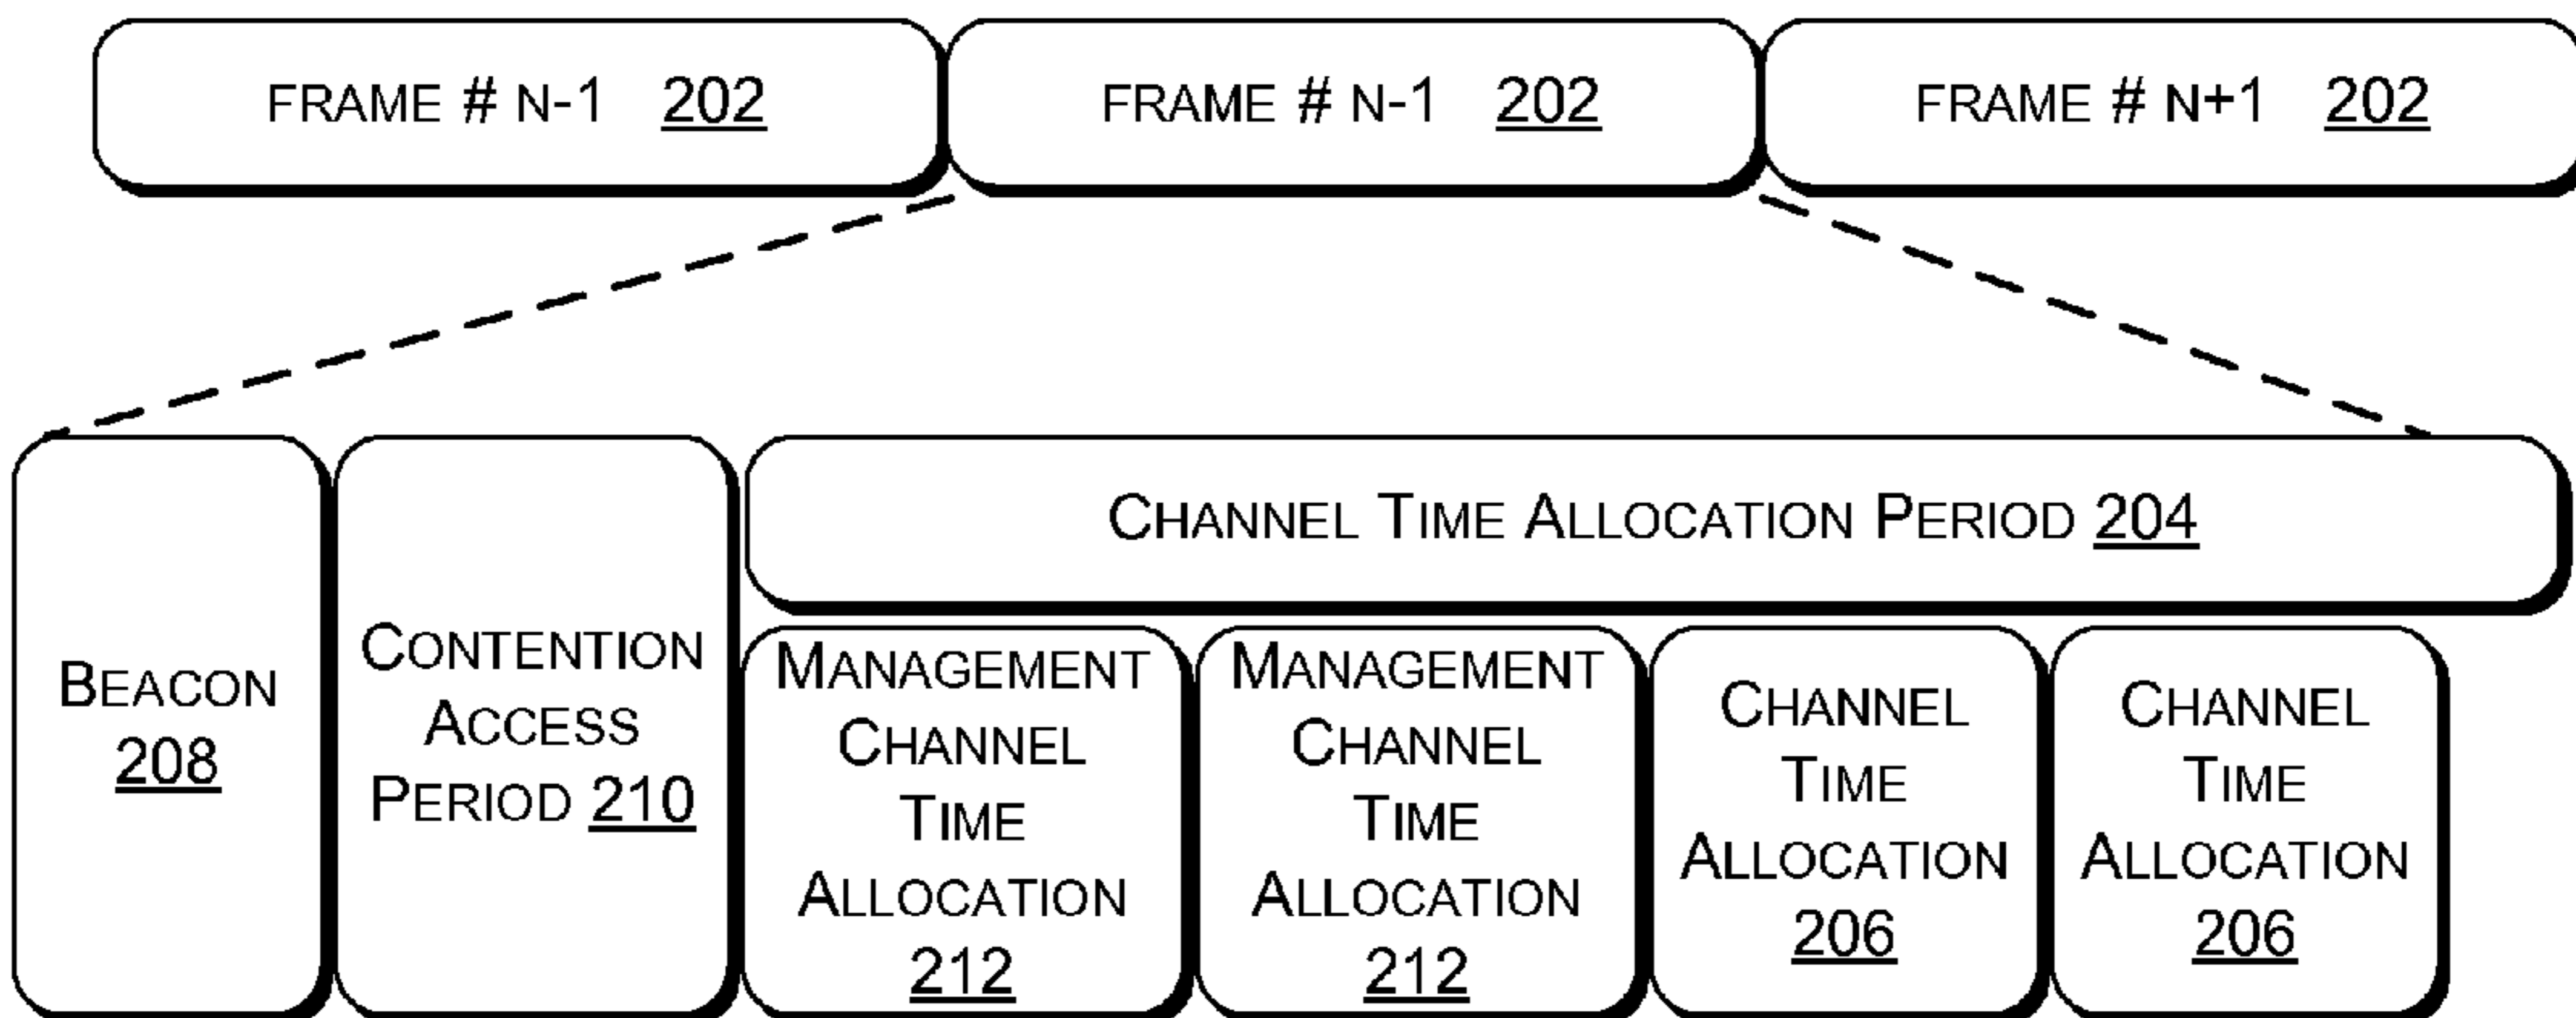 FRAME # N-1 202
FRAME # N-1 202
FRAME # N+1 202
BEACON
208
CONTENTION
ACCESS
PERIOD 210
CHANNEL TIME ALLOCATION PERIOD 204
MANAGEMENT
CHANNEL
TIME
ALLOCATION
212
MANAGEMENT
CHANNEL
TIME
ALLOCATION
212
CHANNEL
TIME
ALLOCATION
206
CHANNEL
TIME
ALLOCATION
206